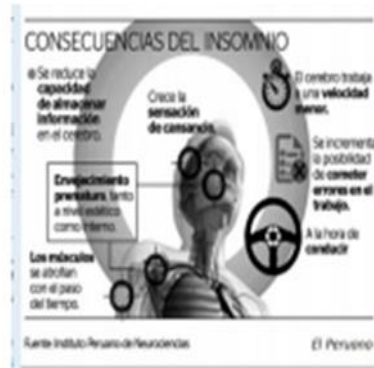 CONSECUENCIAS DEL INSOMNIO
Se reduce la
capacidad
de almacenar
información
en el cerebro.
Crece la
sensación
de cansancio.
El cerebro trabaja
a una velocidad
menor.
Se incrementa
la posibilidad
de cometer
errores en el
trabajo.
A la hora de
conducir
Envejecimiento
prematuro, tanto
a nivel estético
como interno.
Los músculos
se atrofian
con el paso
del tiempo.
Fuente Instituto Peruano de Neurociencias
El Peruano